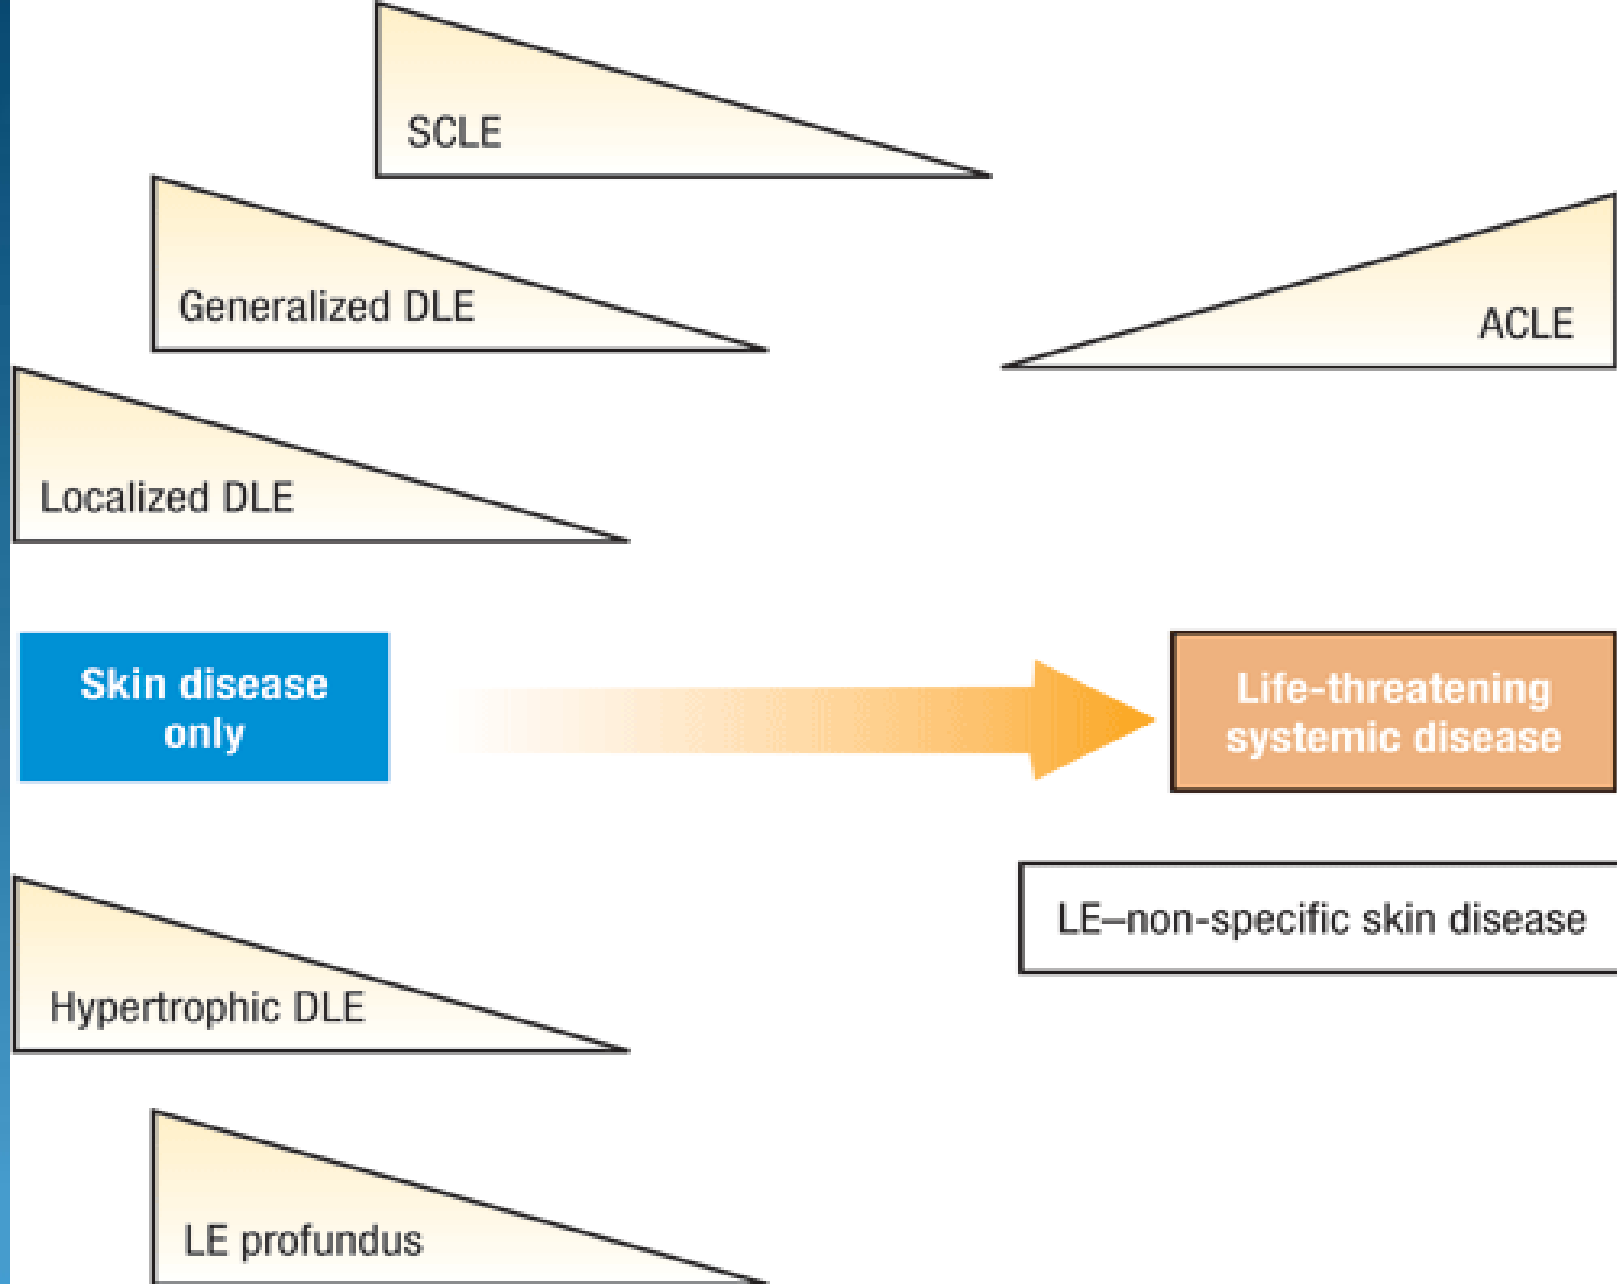 SCLE
Generalized DLE
ACLE
Localized DLE
Skin disease
only
Life-threatening
systemic disease
LE–non-specific skin disease
Hypertrophic DLE
LE profundus